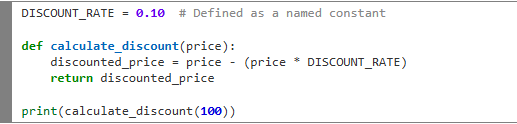 DISCOUNT_RATE = 0.10  # Defined as a named constant

def calculate_discount(price):
    discounted_price = price - (price * DISCOUNT_RATE)
    return discounted_price

print(calculate_discount(100))